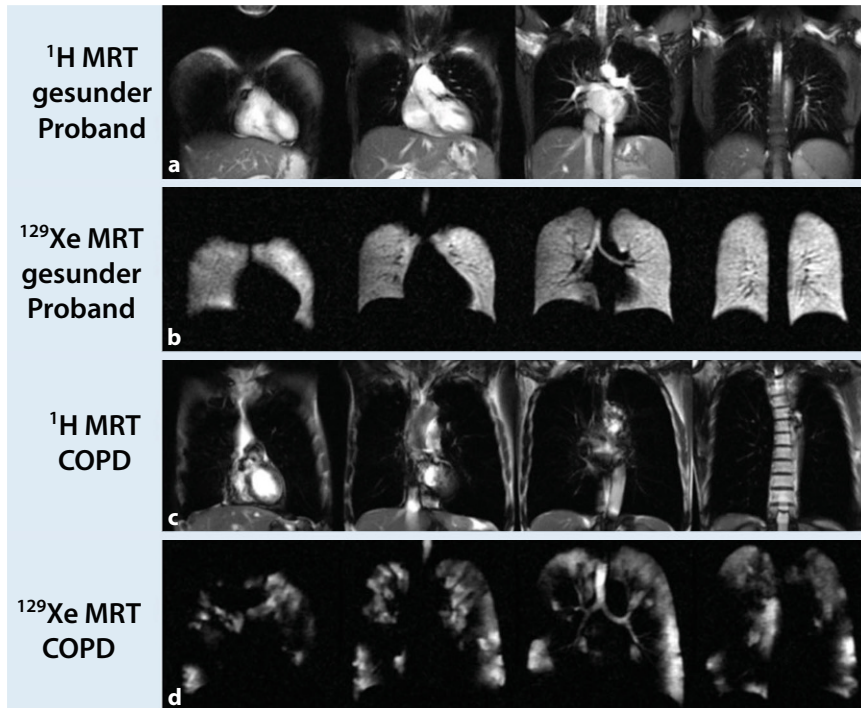 ¹H MRT
gesunder
Proband
a
¹²⁹Xe MRT
gesunder
Proband
b
¹H MRT
COPD
c
¹²⁹Xe MRT
COPD
d